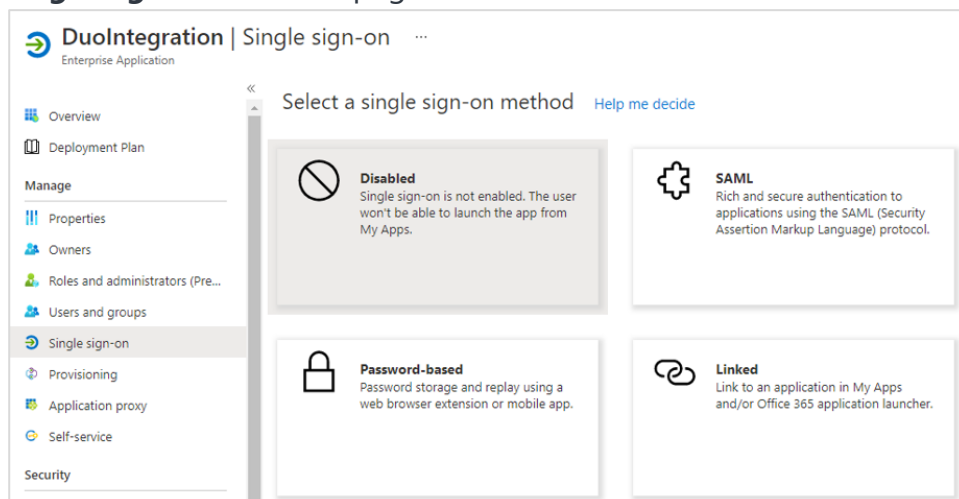 DuoIntegration | Single sign-on ...
Enterprise Application
«
Overview
Deployment Plan
Manage
Properties
Owners
Roles and administrators (Pre...
Users and groups
Single sign-on
Provisioning
Application proxy
Self-service
Security
Select a single sign-on method Help me decide
Disabled
Single sign-on is not enabled. The user
won't be able to launch the app from
My Apps.
SAML
Rich and secure authentication to
applications using the SAML (Security
Assertion Markup Language) protocol.
Password-based
Password storage and replay using a
web browser extension or mobile app.
Linked
Link to an application in My Apps
and/or Office 365 application launcher.